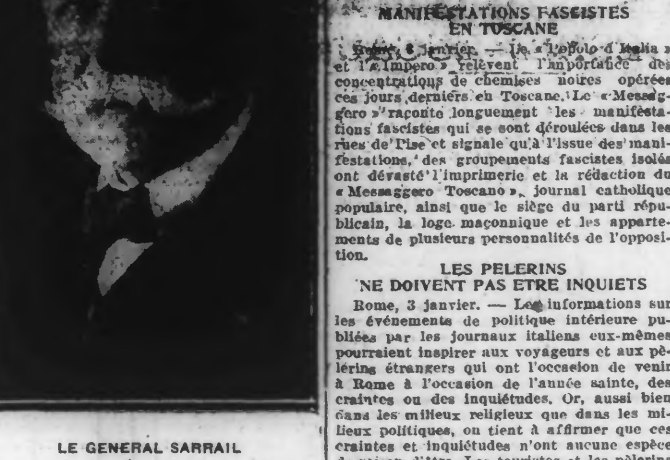 LE GENERAL SARRAIL
MANIFESTATIONS FASCISTES
EN TOSCANE
Rome, 3 janvier. — Le « Popolo d'Italia »
et l'« Impero » relèvent l'importance des
concentrations de chemises noires opérées
ces jours derniers en Toscane. Le « Messag-
gero » raconte longuement les manifesta-
tions fascistes qui se sont déroulées dans les
rues de Pise et signale qu'à l'issue des mani-
festations, des groupements fascistes isolés
ont dévasté l'imprimerie et la rédaction du
« Messaggero Toscano », journal catholique
populaire, ainsi que le siège du parti répu-
blicain, la loge maçonnique et les apparte-
ments de plusieurs personnalités de l'opposi-
tion.
LES PELERINS
NE DOIVENT PAS ETRE INQUIETS
Rome, 3 janvier. — Les informations sur
les événements de politique intérieure pu-
bliées par les journaux italiens eux-mêmes
pourraient inspirer aux voyageurs et aux pè-
lerins étrangers qui ont l'occasion de venir
à Rome à l'occasion de l'année sainte, des
craintes ou des inquiétudes. Or, aussi bien
dans les milieux religieux que dans les mi-
lieux politiques, on tient à affirmer que ces
craintes et inquiétudes n'ont aucune espèce